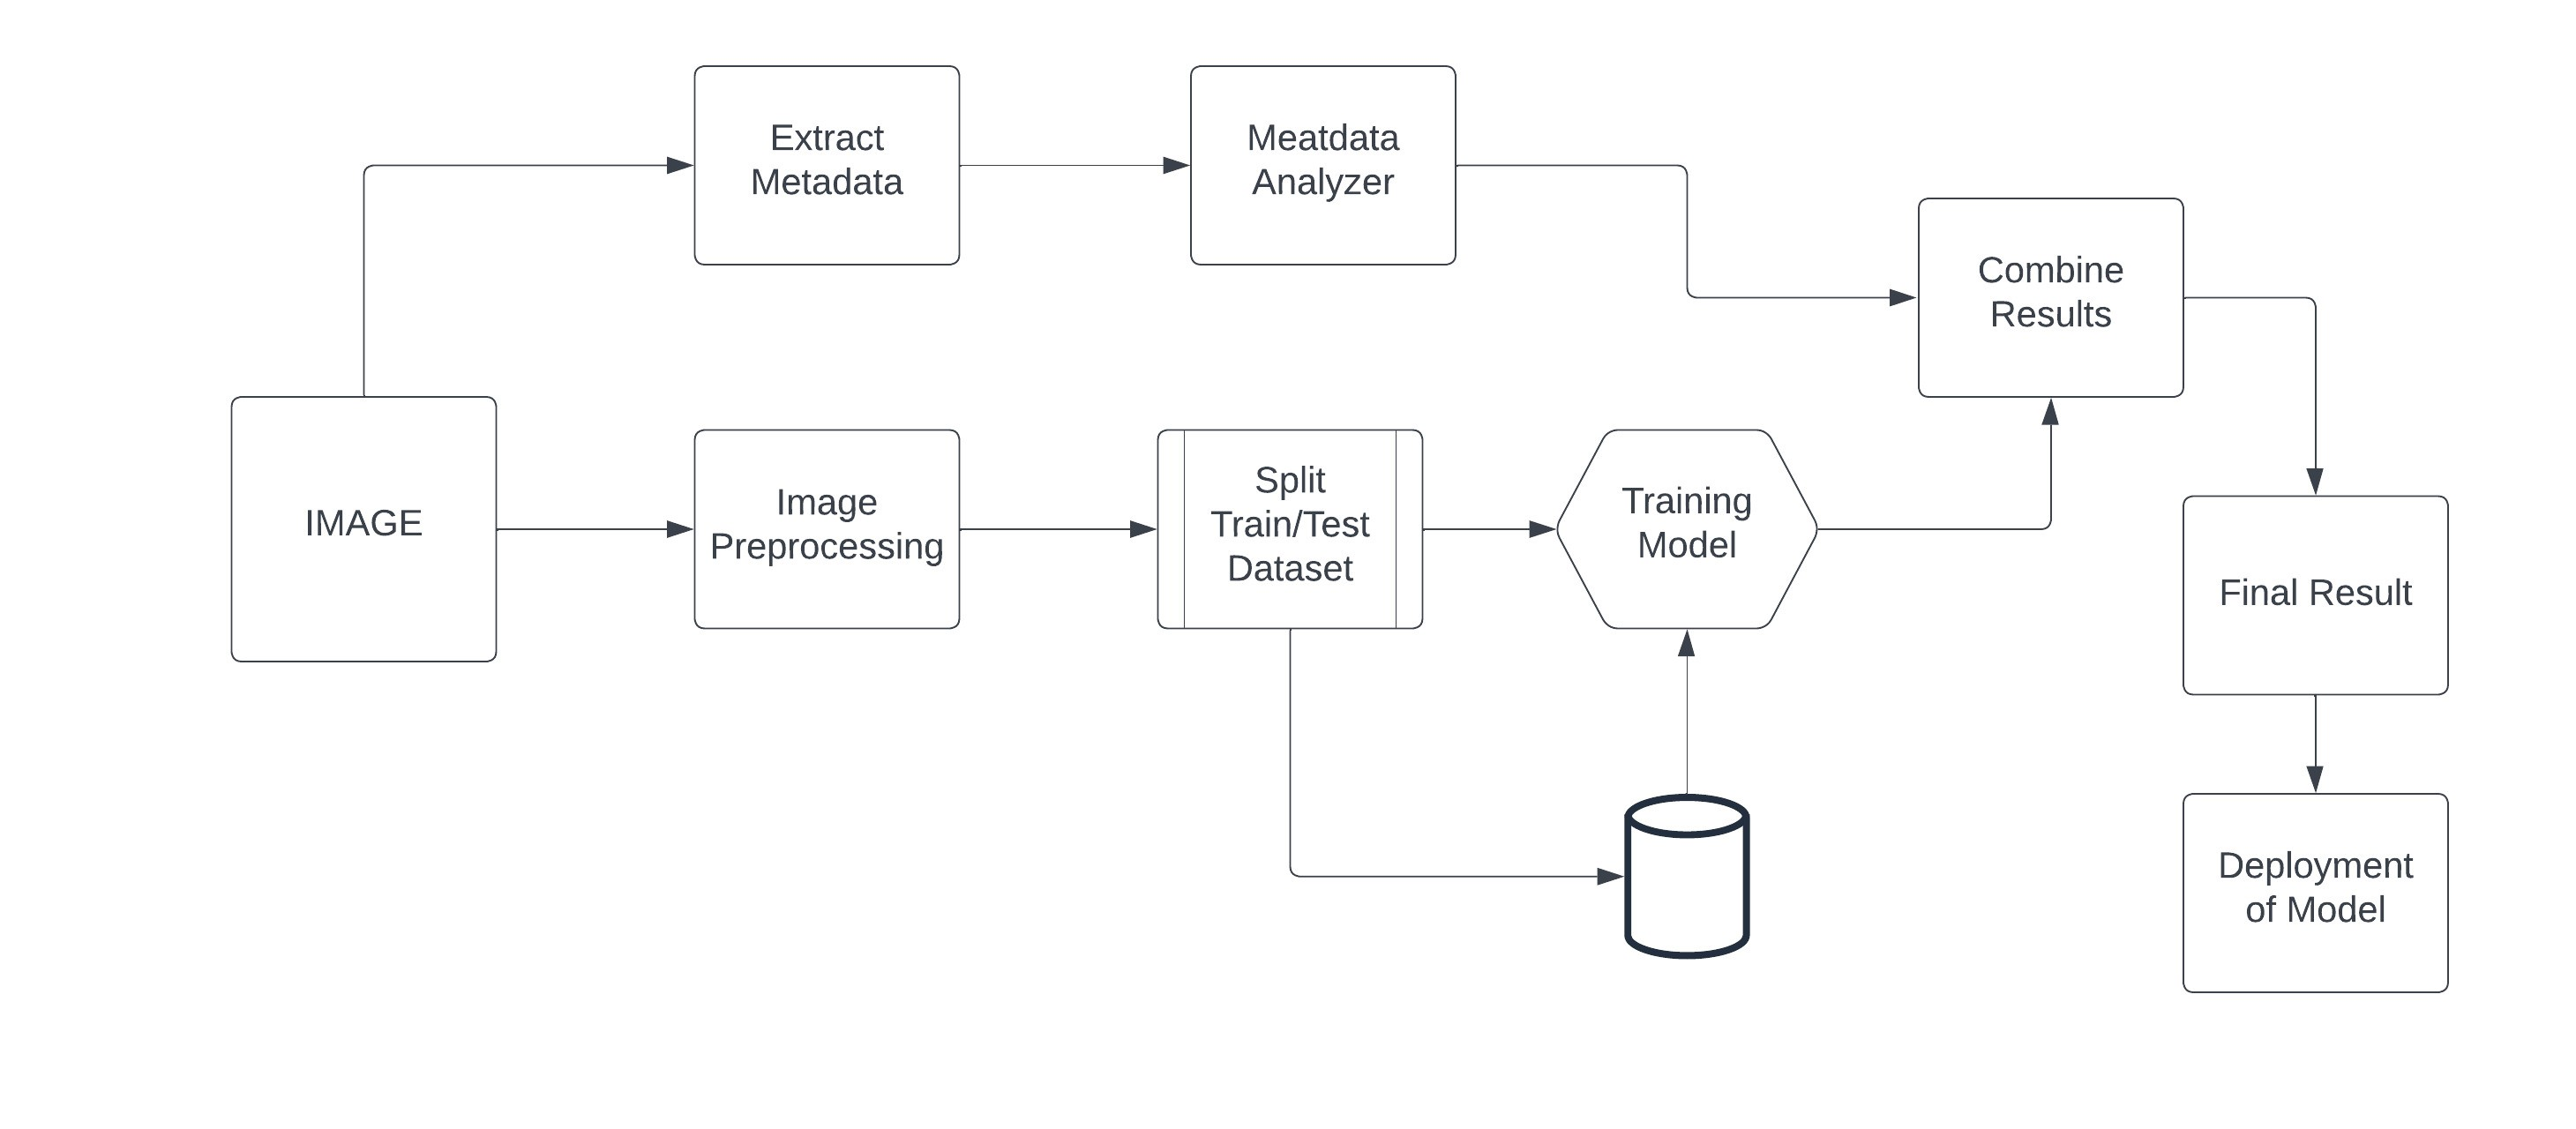 Extract
Metadata
Meatdata
Analyzer
Combine
Results
IMAGE
Image
Preprocessing
Split
Train/Test
Dataset
Training
Model
Final Result
Deployment
of Model